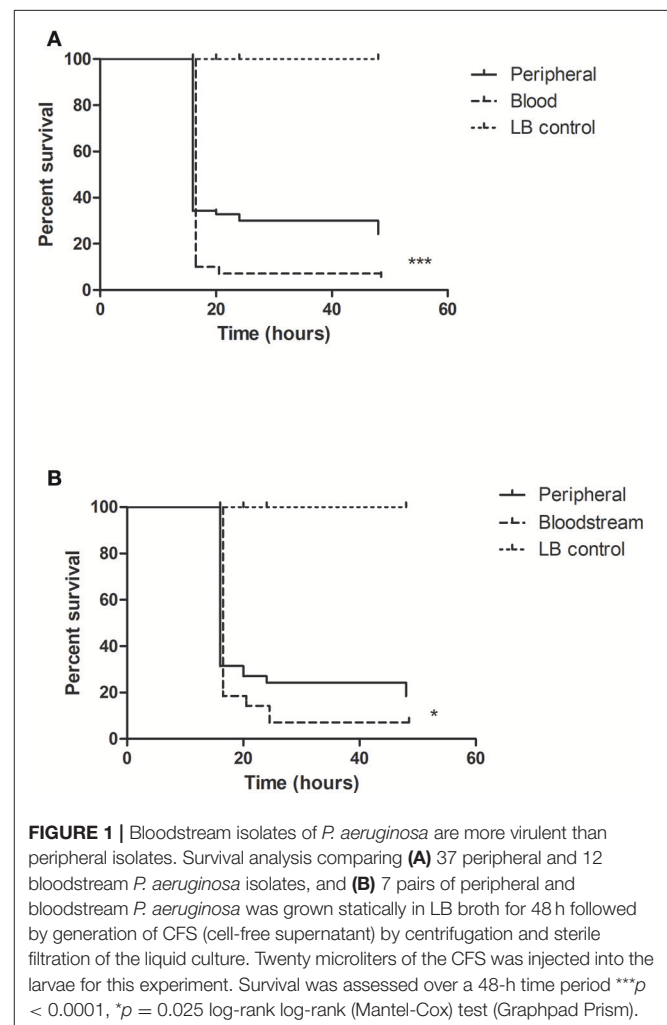 A
100
80
60
40
20
0
Percent survival
0 20 40 60
Time (hours)
Peripheral
Blood
LB control
***
B
100
80
60
40
20
0
Percent survival
0 20 40 60
Time (hours)
Peripheral
Bloodstream
LB control
*
FIGURE 1 | Bloodstream isolates of P. aeruginosa are more virulent than
peripheral isolates. Survival analysis comparing (A) 37 peripheral and 12
bloodstream P. aeruginosa isolates, and (B) 7 pairs of peripheral and
bloodstream P. aeruginosa was grown statically in LB broth for 48 h followed
by generation of CFS (cell-free supernatant) by centrifugation and sterile
filtration of the liquid culture. Twenty microliters of the CFS was injected into the
larvae for this experiment. Survival was assessed over a 48-h time period ***p
< 0.0001, *p = 0.025 log-rank log-rank (Mantel-Cox) test (Graphpad Prism).